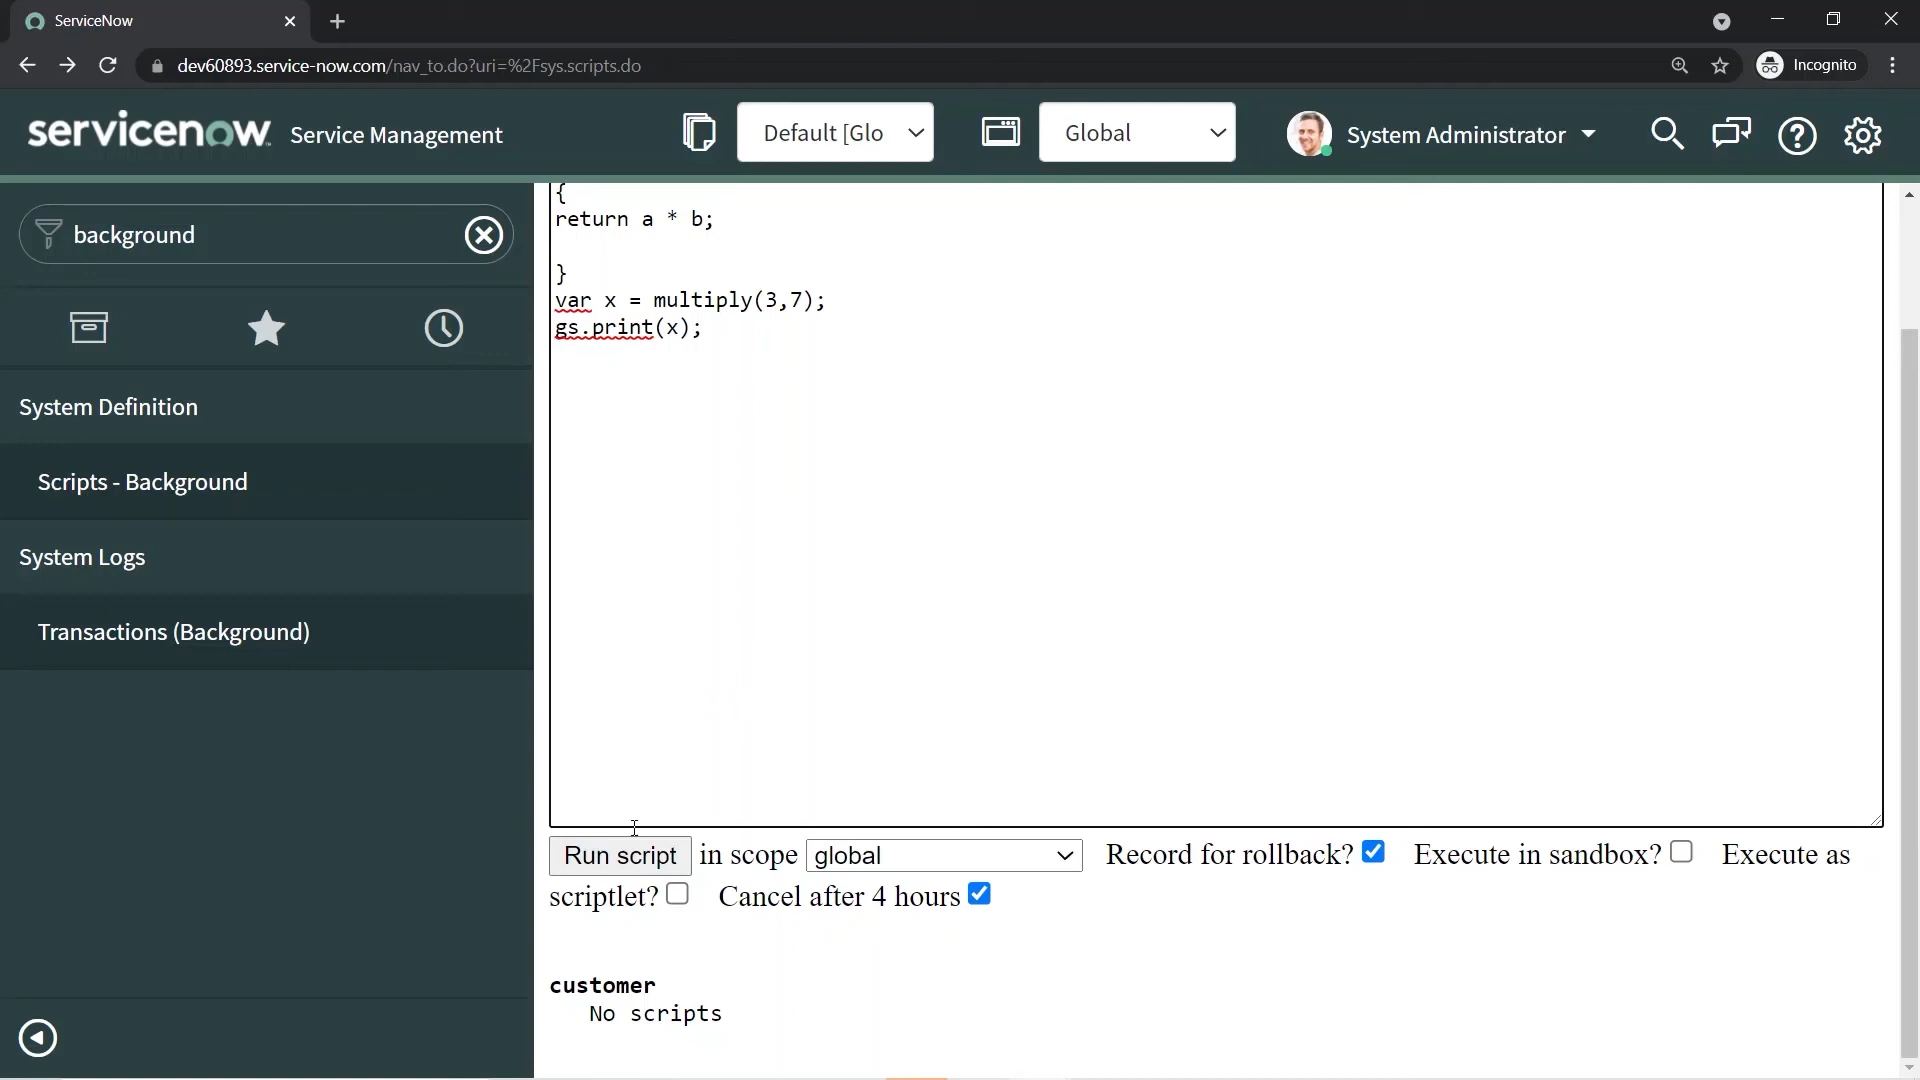 ServiceNow
dev60893.service-now.com/nav_to.do?uri=%2Fsys.scripts.do
Incognito
servicenow Service Management
Default [Glo
Global
System Administrator
background
System Definition
Scripts - Background
System Logs
Transactions (Background)
{
return a * b;
}
var x = multiply(3,7);
gs.print(x);
Run script in scope global Record for rollback? Execute in sandbox? Execute as
scriptlet? Cancel after 4 hours
customer
No scripts